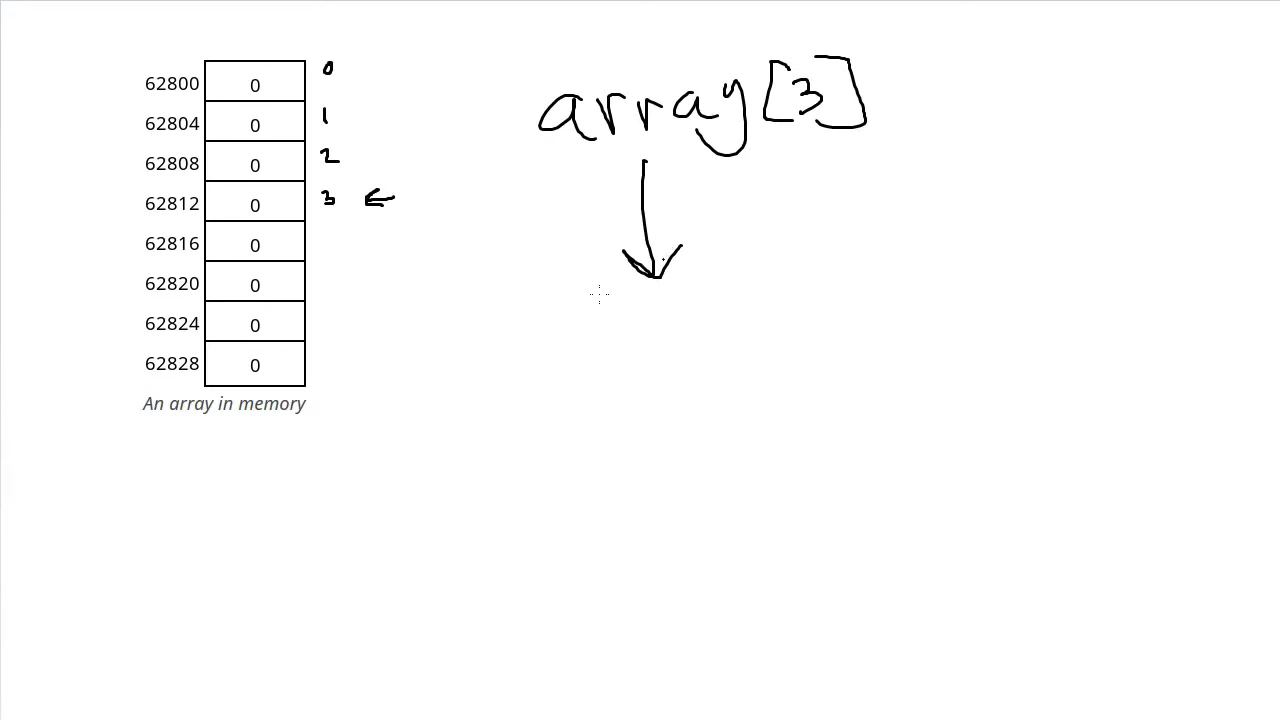 62800 0 0
62804 0 1
62808 0 2
62812 0 3
62816 0
62820 0
62824 0
62828 0
An array in memory
array[3]